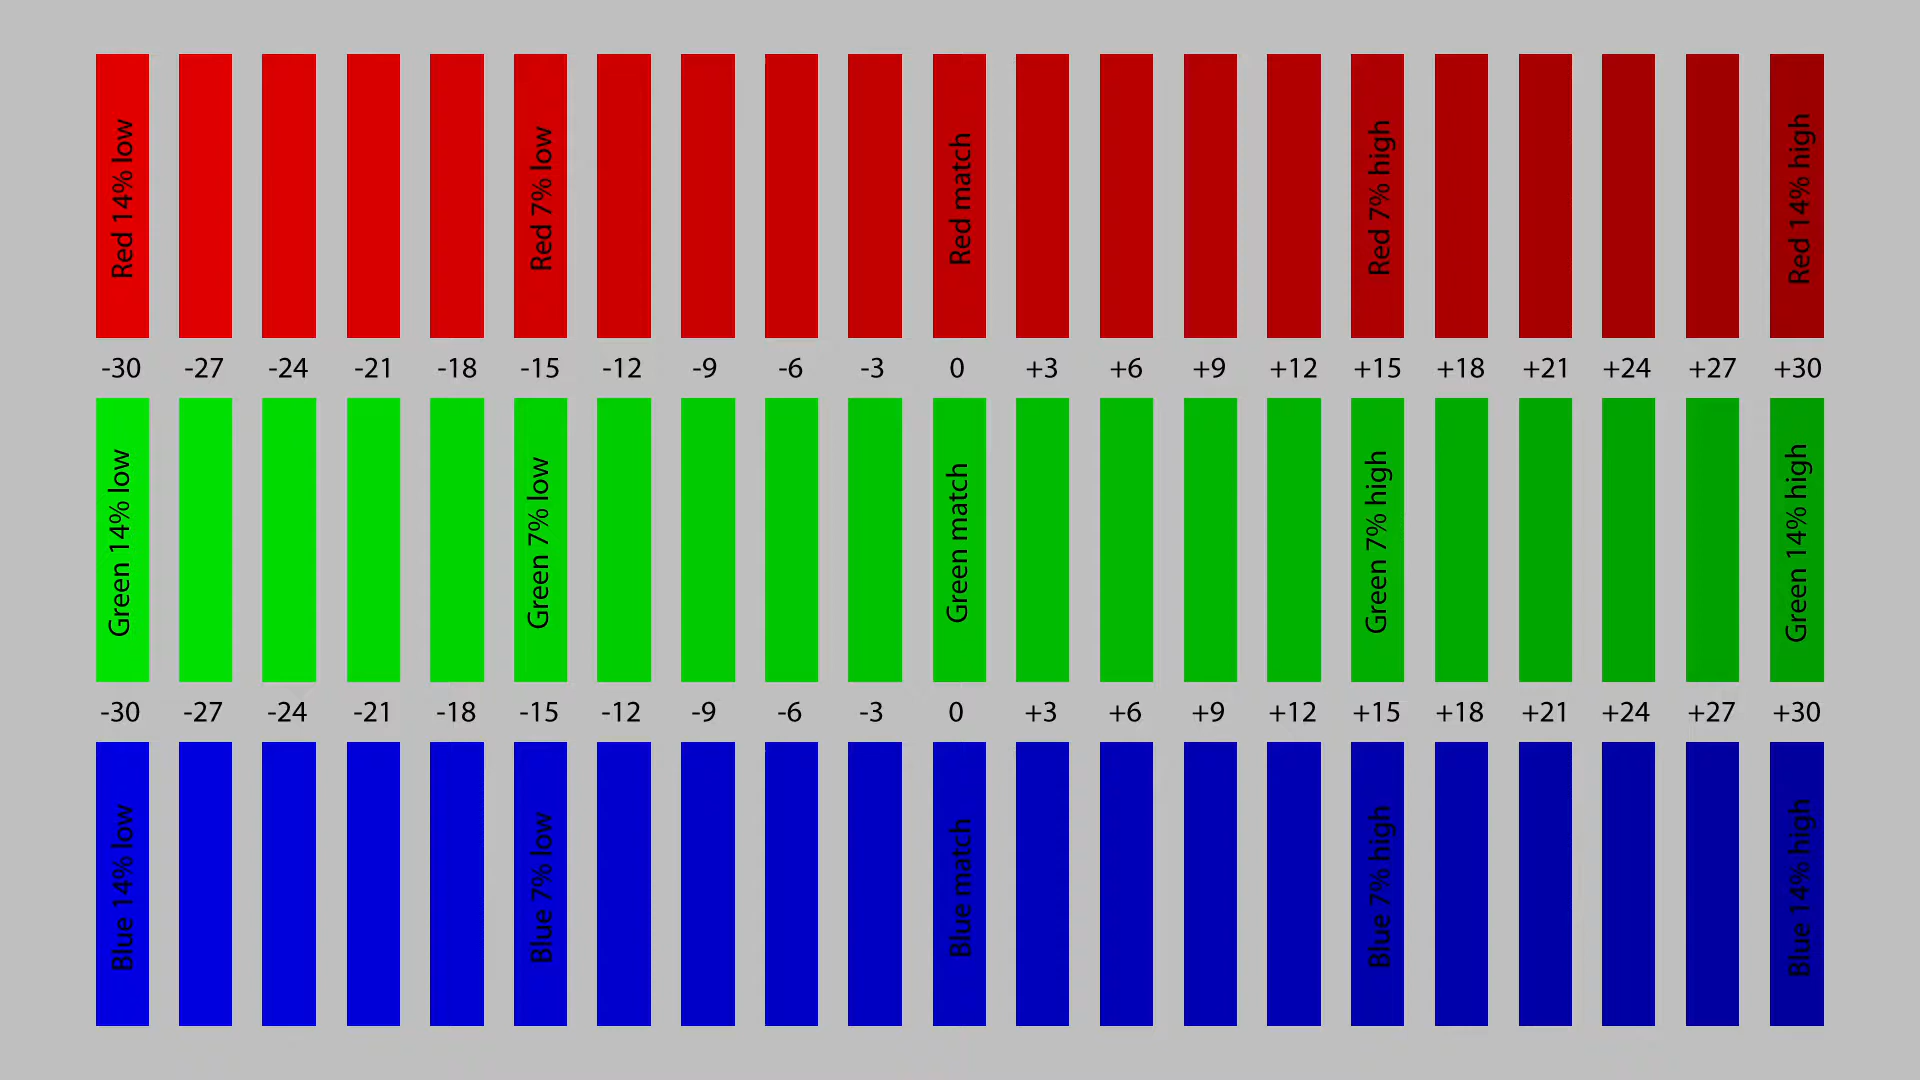 Red 14% low
Red 7% low
Red match
Red 7% high
Red 14% high
-30 -27 -24 -21 -18 -15 -12 -9 -6 -3 0 +3 +6 +9 +12 +15 +18 +21 +24 +27 +30
Green 14% low
Green 7% low
Green match
Green 7% high
Green 14% high
-30 -27 -24 -21 -18 -15 -12 -9 -6 -3 0 +3 +6 +9 +12 +15 +18 +21 +24 +27 +30
Blue 14% low
Blue 7% low
Blue match
Blue 7% high
Blue 14% high